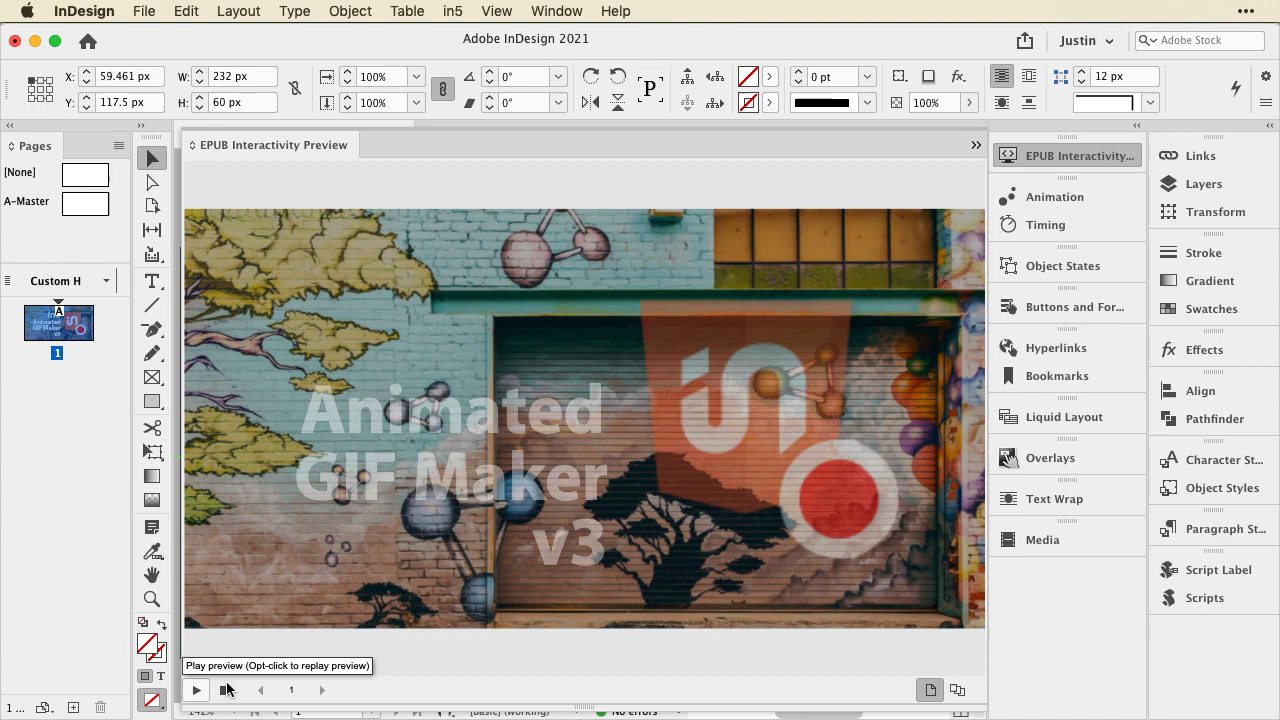 InDesign File Edit Layout Type Object Table in5 View Window Help
Adobe InDesign 2021
Justin
Adobe Stock
X: 59.461 px W: 232 px 100% 0° 0 pt fx. 12 px
Y: 117.5 px H: 60 px 100% 0° P 100%
Pages
[None]
A-Master
Custom H
A
1
EPUB Interactivity Preview
Animated
GIF Maker
v3
Play preview (Opt-click to replay preview)
1
EPUB Interactivity...
Animation
Timing
Object States
Buttons and For...
Hyperlinks
Bookmarks
Liquid Layout
Overlays
Text Wrap
Media
Links
Layers
Transform
Stroke
Gradient
Swatches
fx Effects
Align
Pathfinder
Character St...
Object Styles
Paragraph St...
Script Label
Scripts
1 ...
142%
1
[Basic] (working)
No errors